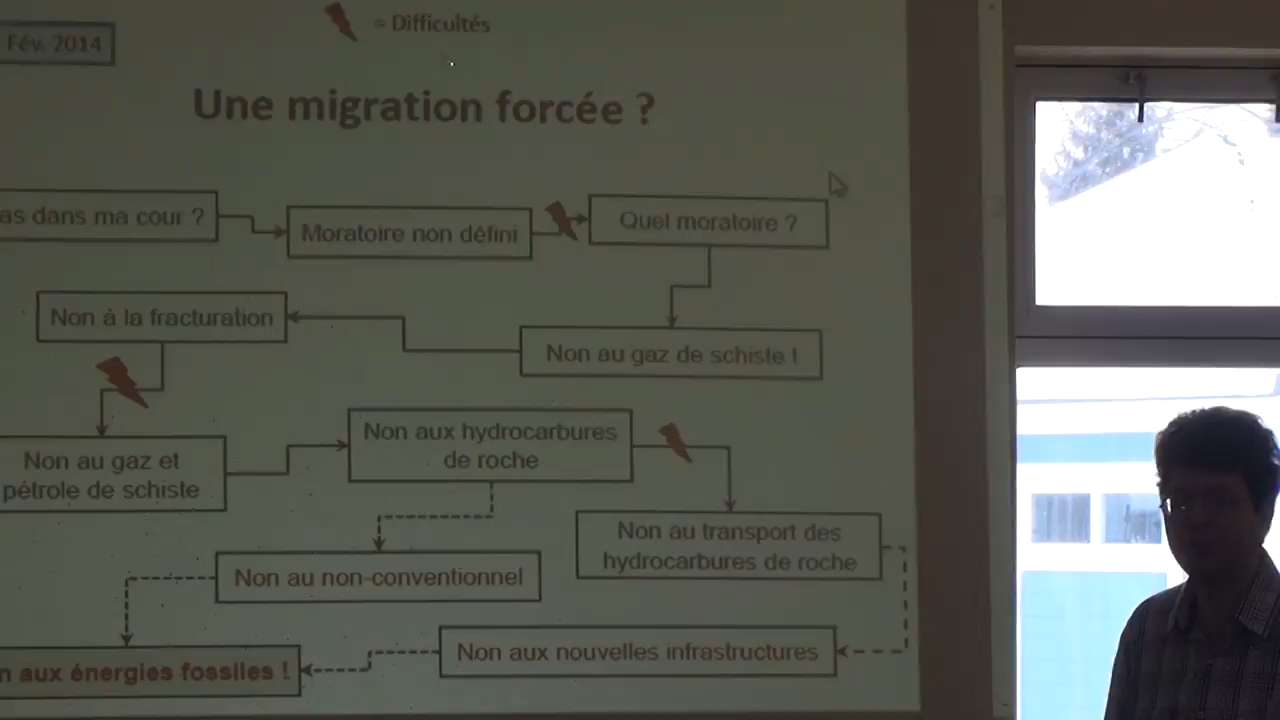 = Difficultés
Fév. 2014
Une migration forcée ?
as dans ma cour ?
Moratoire non défini
Quel moratoire ?
Non à la fracturation
Non au gaz de schiste !
Non au gaz et
pétrole de schiste
Non aux hydrocarbures
de roche
Non au transport des
hydrocarbures de roche
Non au non-conventionnel
n aux énergies fossiles !
Non aux nouvelles infrastructures